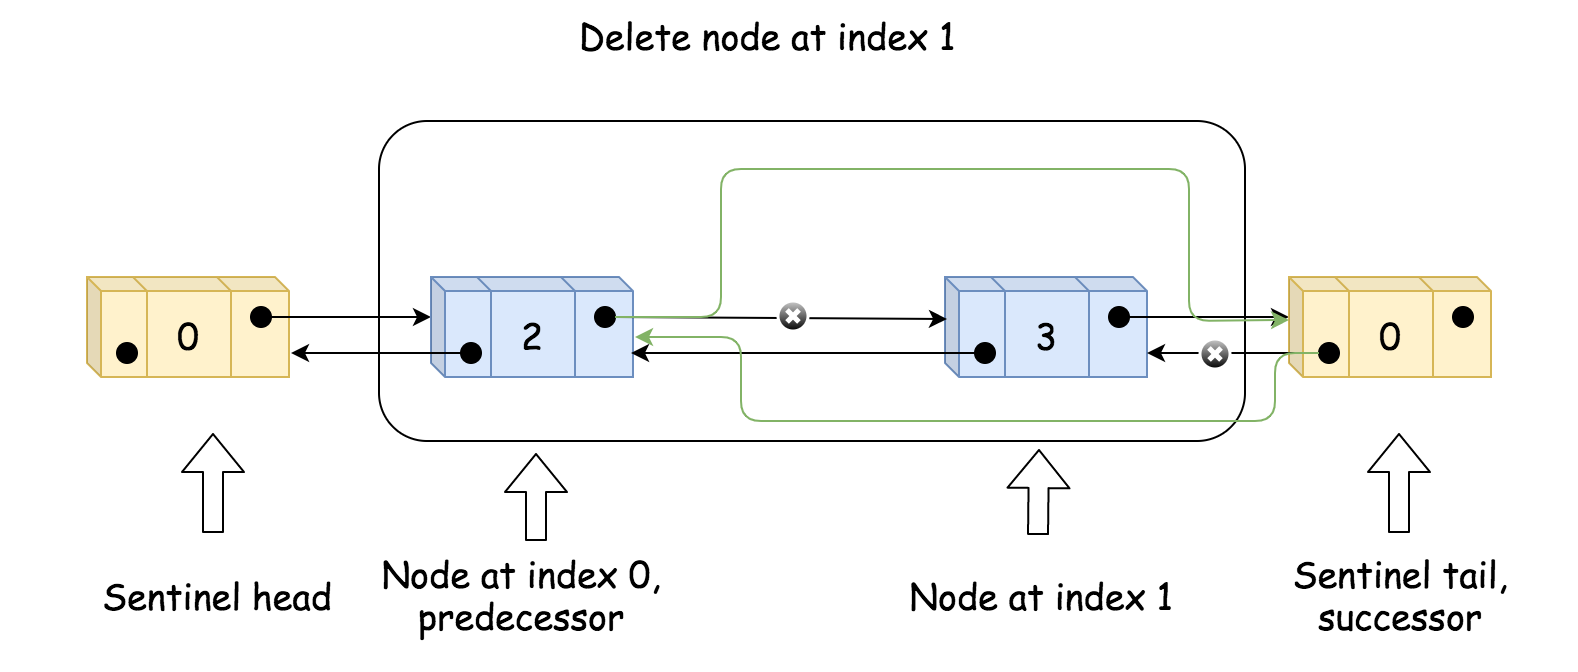 Delete node at index 1
0
2
3
0
Sentinel head
Node at index 0,
predecessor
Node at index 1
Sentinel tail,
successor